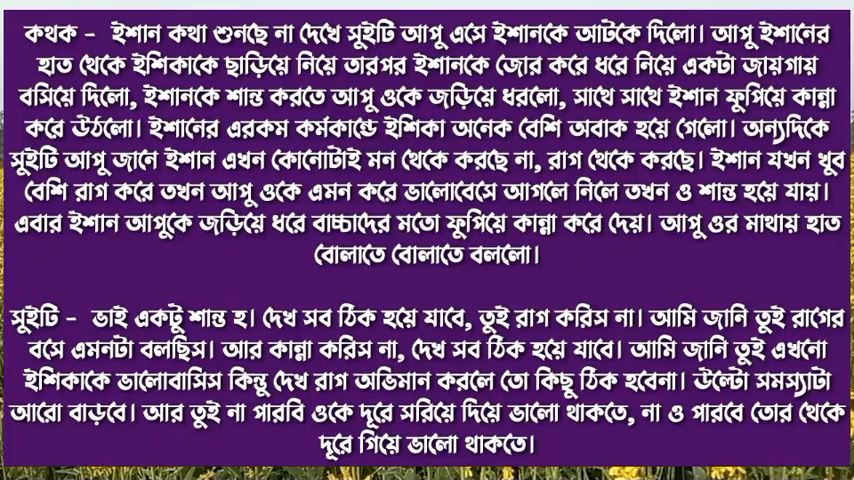 কথক - ইশান কথা শুনছে না দেখে সুইটি আপু এসে ইশানকে আটকে দিলো। আপু ইশানের
হাত থেকে ইশিকাকে ছাড়িয়ে নিয়ে তারপর ইশানকে জোর করে ধরে নিয়ে একটা জায়গায়
বসিয়ে দিলো, ইশানকে শান্ত করতে আপু ওকে জড়িয়ে ধরলো, সাথে সাথে ইশান ফুপিয়ে কান্না
করে ঊঠলো। ইশানের এরকম কর্মকান্ডে ইশিকা অনেক বেশি অবাক হয়ে গেলো। অন্যদিকে
সুইটি আপু জানে ইশান এখন কোনোটাই মন থেকে করছে না, রাগ থেকে করছে। ইশান যখন খুব
বেশি রাগ করে তখন আপু ওকে এমন করে ভালোবেসে আগলে নিলে তখন ও শান্ত হয়ে যায়।
এবার ইশান আপুকে জড়িয়ে ধরে বাচ্চাদের মতো ফুপিয়ে কান্না করে দেয়। আপু ওর মাথায় হাত
বোলাতে বোলাতে বললো।
সুইটি - ভাই একটু শান্ত হ। দেখ সব ঠিক হয়ে যাবে, তুই রাগ করিস না। আমি জানি তুই রাগের
বসে এমনটা বলছিস। আর কান্না করিস না, দেখ সব ঠিক হয়ে যাবে। আমি জানি তুই এখনো
ইশিকাকে ভালোবাসিস কিন্তু দেখ রাগ অভিমান করলে তো কিছু ঠিক হবেনা। ঊল্টো সমস্যাটা
আরো বাড়বে। আর তুই না পারবি ওকে দূরে সরিয়ে দিয়ে ভালো থাকতে, না ও পারবে তোর থেকে
দূরে গিয়ে ভালো থাকতে।